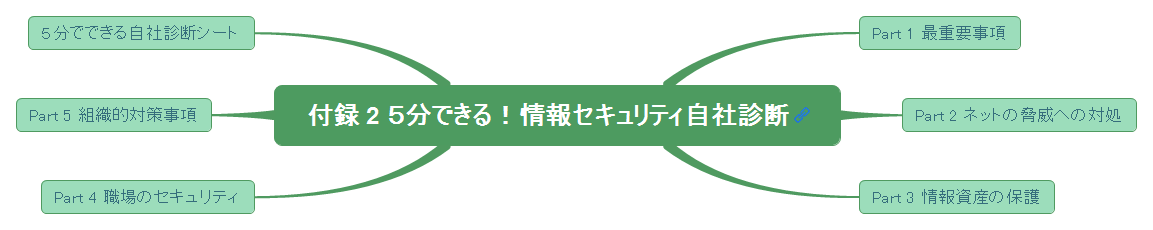 ５分でできる自社診断シート
Part 1 最重要事項
Part 5 組織的対策事項
付録２５分できる！情報セキュリティ自社診断
Part 2 ネットの脅威への対処
Part 4 職場のセキュリティ
Part 3 情報資産の保護